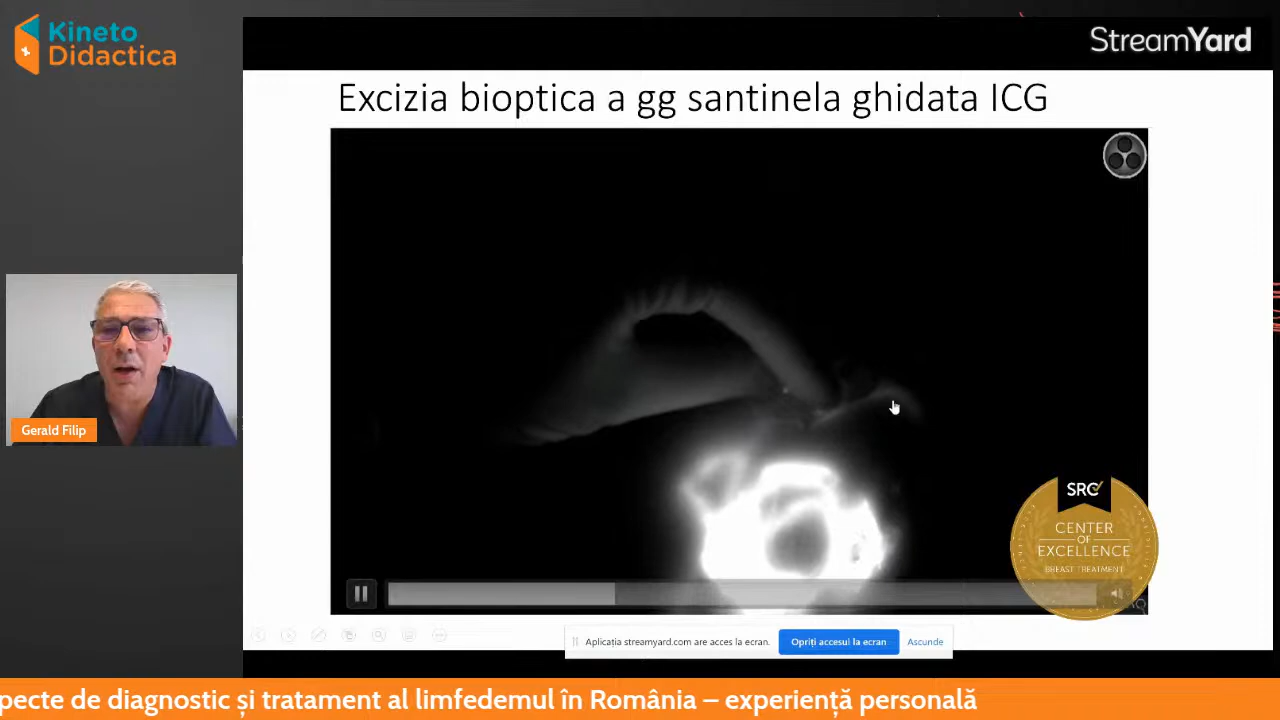 Kineto
Didactica
StreamYard
Excizia bioptica a gg santinela ghidata ICG
Gerald Filip
SRC
CENTER
OF
EXCELLENCE
BREAST TREATMENT
Aplicația streamyard.com are acces la ecran.
Opriți accesul la ecran
Ascunde
pecte de diagnostic și tratament al limfedemul în România – experiență personală